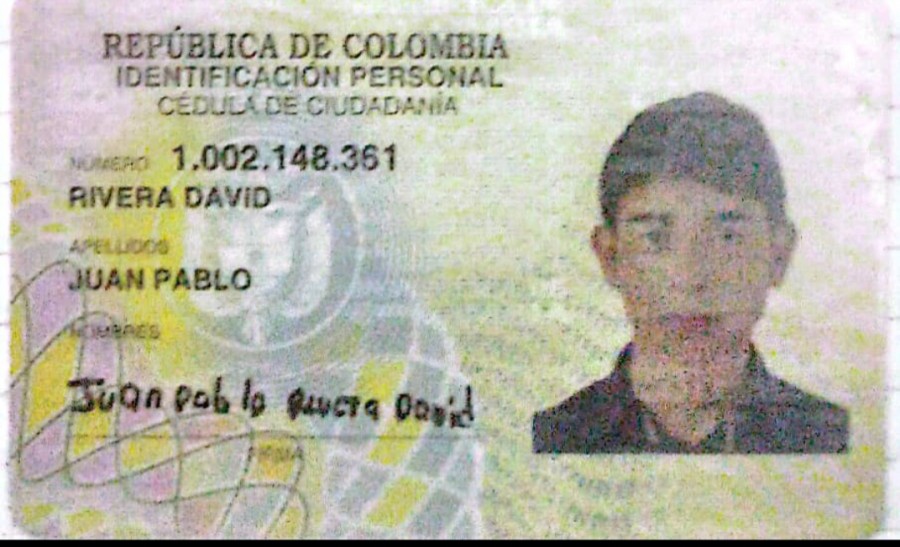 REPÚBLICA DE COLOMBIA
IDENTIFICACIÓN PERSONAL
CÉDULA DE CIUDADANÍA
NÚMERO 1.002.148.361
RIVERA DAVID
APELLIDOS
JUAN PABLO
NOMBRES
Juan pablo Rivera David
FIRMA